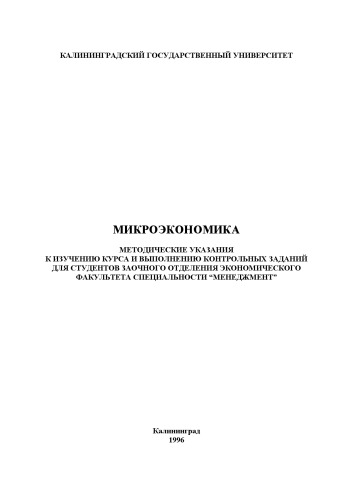 КАЛИНИНГРАДСКИЙ ГОСУДАРСТВЕННЫЙ УНИВЕРСИТЕТ
МИКРОЭКОНОМИКА
МЕТОДИЧЕСКИЕ УКАЗАНИЯ
К ИЗУЧЕНИЮ КУРСА И ВЫПОЛНЕНИЮ КОНТРОЛЬНЫХ ЗАДАНИЙ
ДЛЯ СТУДЕНТОВ ЗАОЧНОГО ОТДЕЛЕНИЯ ЭКОНОМИЧЕСКОГО
ФАКУЛЬТЕТА СПЕЦИАЛЬНОСТИ “МЕНЕДЖМЕНТ”
Калининград
1996